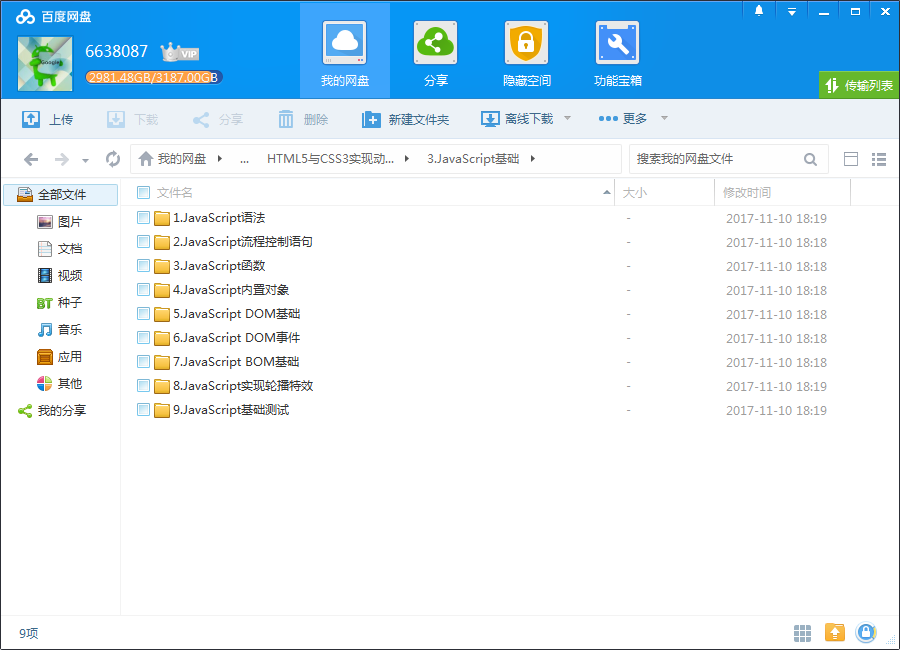 百度网盘
6638087 VIP
2981.48GB/3187.00GB
我的网盘 分享 隐藏空间 功能宝箱
传输列表
上传 下载 分享 删除 新建文件夹 离线下载 更多
我的网盘 ... HTML5与CSS3实现动... 3.JavaScript基础 搜索我的网盘文件
全部文件
图片
文档
视频
BT 种子
音乐
应用
其他
我的分享
文件名 大小 修改时间
1.JavaScript语法 - 2017-11-10 18:19
2.JavaScript流程控制语句 - 2017-11-10 18:18
3.JavaScript函数 - 2017-11-10 18:18
4.JavaScript内置对象 - 2017-11-10 18:18
5.JavaScript DOM基础 - 2017-11-10 18:18
6.JavaScript DOM事件 - 2017-11-10 18:18
7.JavaScript BOM基础 - 2017-11-10 18:18
8.JavaScript实现轮播特效 - 2017-11-10 18:19
9.JavaScript基础测试 - 2017-11-10 18:19
9项